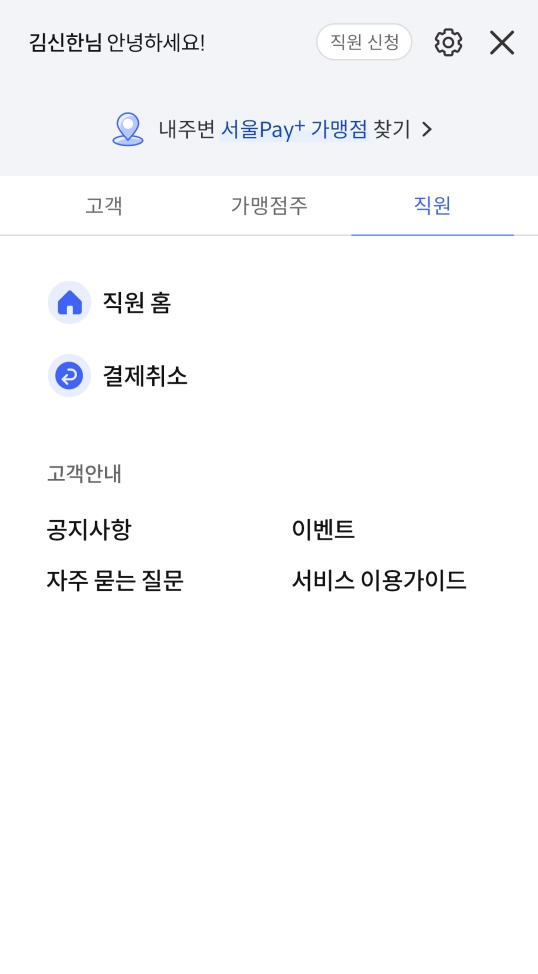 김신한님 안녕하세요!
직원 신청
내주변 서울Pay+ 가맹점 찾기
고객 가맹점주 직원
직원 홈
결제취소
고객안내
공지사항 이벤트
자주 묻는 질문 서비스 이용가이드